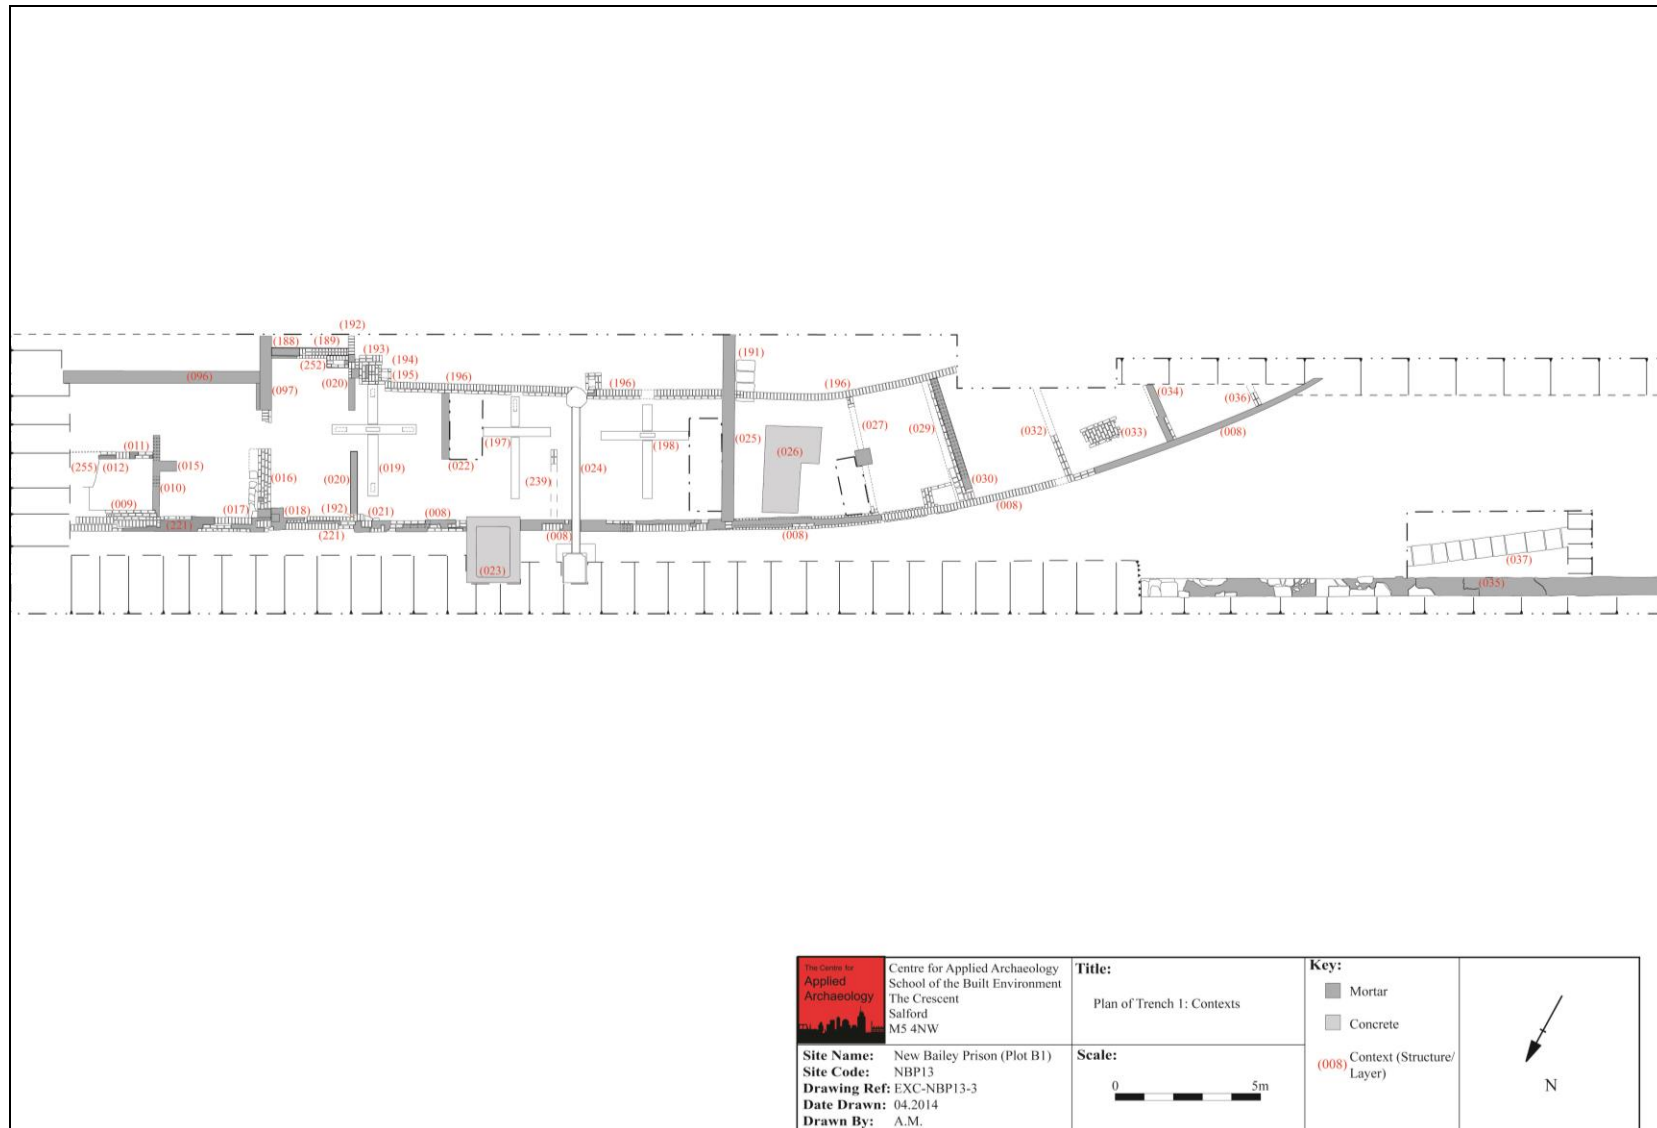 (192)
(188)
(189)
(193)
(194)
(252)
(195)
(191)
(096)
(020)
(196)
(196)
(196)
(097)
(034)
(036)
(027)
(029)
(032)
(033)
(008)
(011)
(255)
(012)
(015)
(197)
(198)
(025)
(026)
(010)
(016)
(020)
(019)
(022)
(239)
(024)
(030)
(009)
(017)
(018)
(192)
(021)
(008)
(008)
(221)
(221)
(008)
(008)
(037)
(023)
(035)
The Centre for
Applied
Archaeology
Centre for Applied Archaeology
School of the Built Environment
The Crescent
Salford
M5 4NW
Title:
Plan of Trench 1: Contexts
Key:
Mortar
Concrete
(008) Context (Structure/
Layer)
Site Name: New Bailey Prison (Plot B1)
Site Code: NBP13
Drawing Ref: EXC-NBP13-3
Date Drawn: 04.2014
Drawn By: A.M.
Scale:
0 5m
N